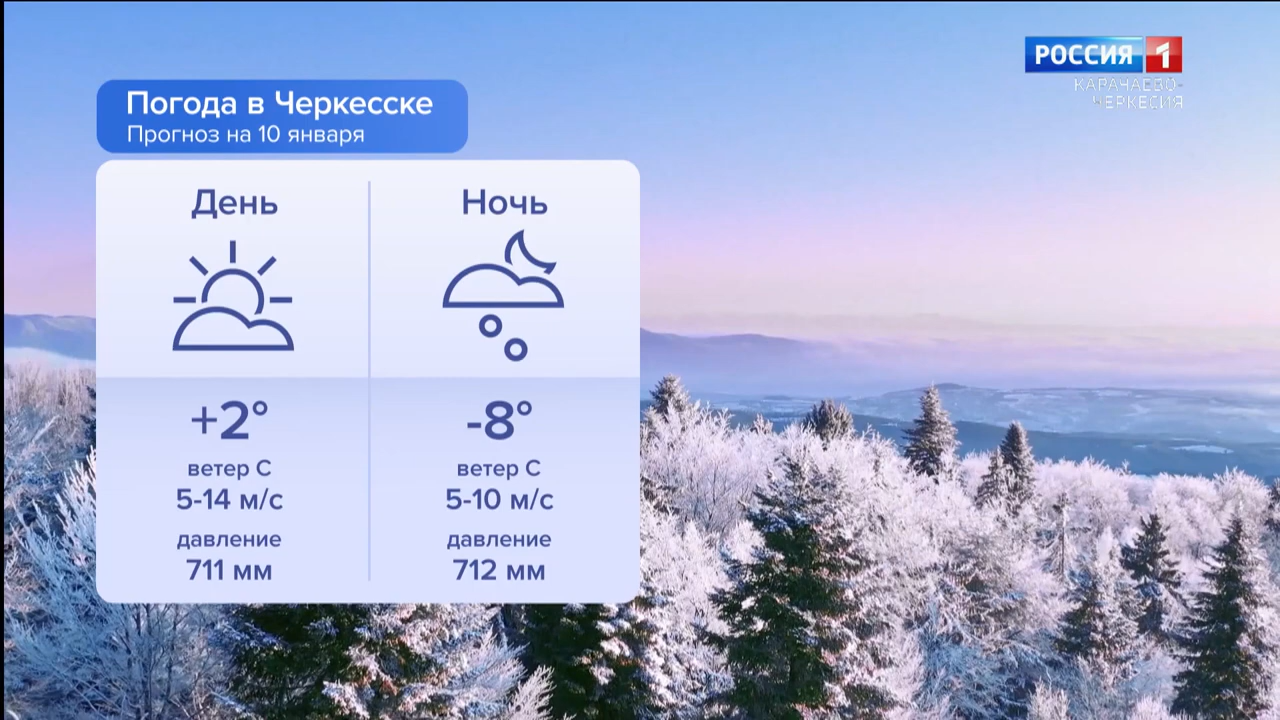 РОССИЯ 1
КАРАЧАЕВО-
ЧЕРКЕСИЯ
Погода в Черкесске
Прогноз на 10 января
День
Ночь
+2°
-8°
ветер С
ветер С
5-14 м/с
5-10 м/с
давление
давление
711 мм
712 мм